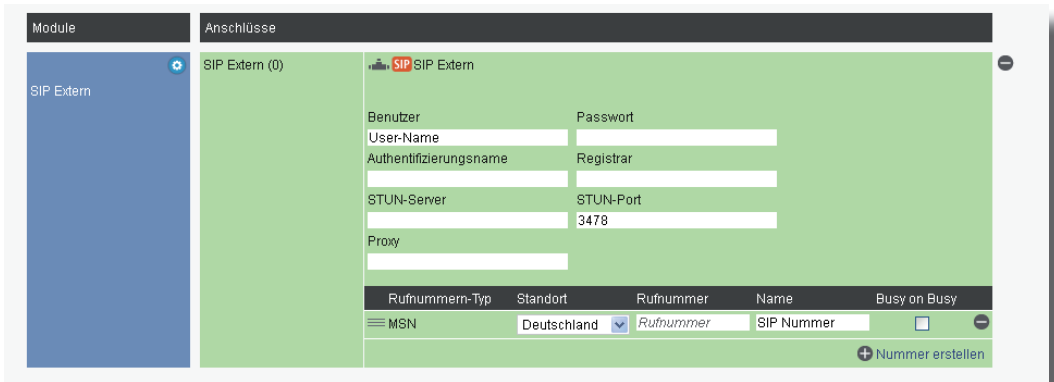 Module Anschlüsse
SIP Extern (0) SIP SIP Extern
SIP Extern
Benutzer Passwort
User-Name
Authentifizierungsname Registrar
STUN-Server STUN-Port
3478
Proxy
Rufnummern-Typ Standort Rufnummer Name Busy on Busy
MSN Deutschland Rufnummer SIP Nummer
Nummer erstellen